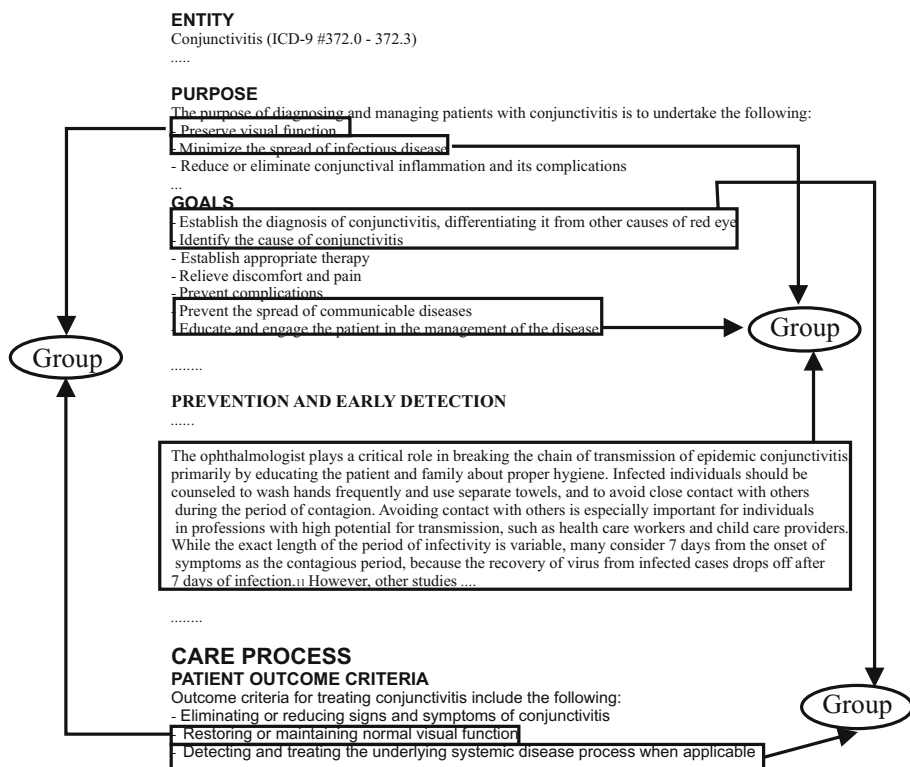 ENTITY
Conjunctivitis (ICD-9 #372.0 - 372.3)
.....
PURPOSE
The purpose of diagnosing and managing patients with conjunctivitis is to undertake the following:
- Preserve visual function
- Minimize the spread of infectious disease
- Reduce or eliminate conjunctival inflammation and its complications
...
GOALS
- Establish the diagnosis of conjunctivitis, differentiating it from other causes of red eye
- Identify the cause of conjunctivitis
- Establish appropriate therapy
- Relieve discomfort and pain
- Prevent complications
- Prevent the spread of communicable diseases
- Educate and engage the patient in the management of the disease
Group
Group
........
PREVENTION AND EARLY DETECTION
......
The ophthalmologist plays a critical role in breaking the chain of transmission of epidemic conjunctivitis
primarily by educating the patient and family about proper hygiene. Infected individuals should be
counseled to wash hands frequently and use separate towels, and to avoid close contact with others
during the period of contagion. Avoiding contact with others is especially important for individuals
in professions with high potential for transmission, such as health care workers and child care providers.
While the exact length of the period of infectivity is variable, many consider 7 days from the onset of
symptoms as the contagious period, because the recovery of virus from infected cases drops off after
7 days of infection.11 However, other studies ....
........
CARE PROCESS
PATIENT OUTCOME CRITERIA
Outcome criteria for treating conjunctivitis include the following:
- Eliminating or reducing signs and symptoms of conjunctivitis
- Restoring or maintaining normal visual function
- Detecting and treating the underlying systemic disease process when applicable
Group